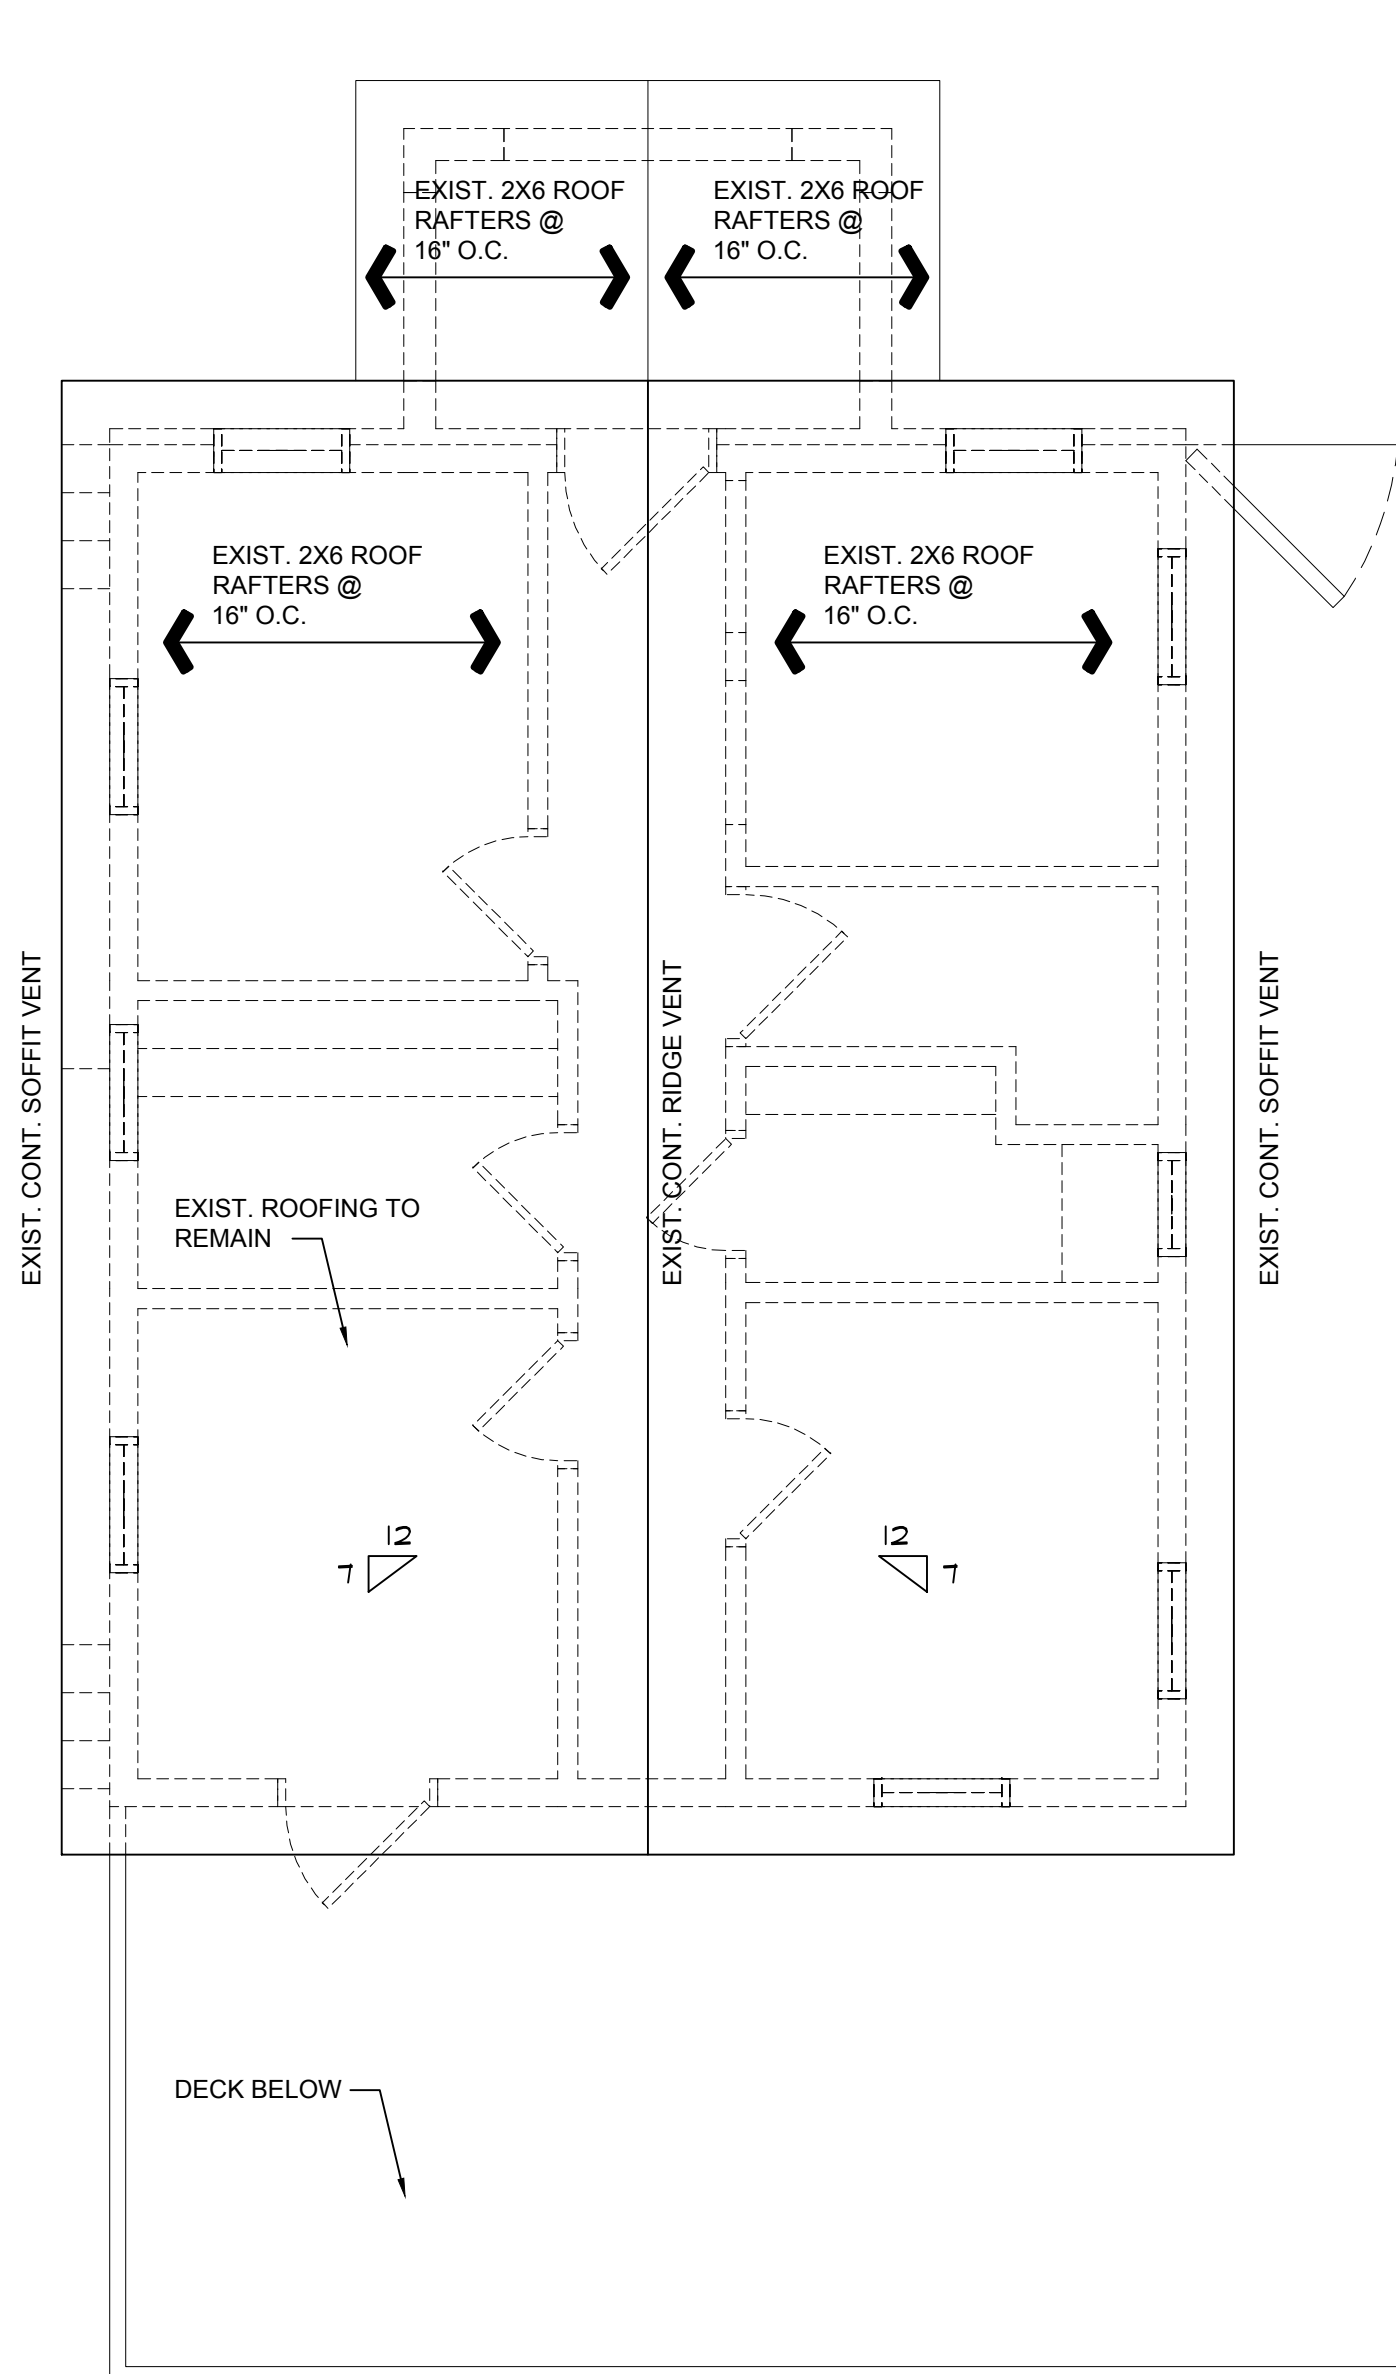 EXIST. 2X6 ROOF
RAFTERS @
16" O.C.
EXIST. 2X6 ROOF
RAFTERS @
16" O.C.
EXIST. 2X6 ROOF
RAFTERS @
16" O.C.
EXIST. 2X6 ROOF
RAFTERS @
16" O.C.
EXIST. CONT. SOFFIT VENT
EXIST. CONT. RIDGE VENT
EXIST. CONT. SOFFIT VENT
EXIST. ROOFING TO
REMAIN
12
7
12
7
DECK BELOW